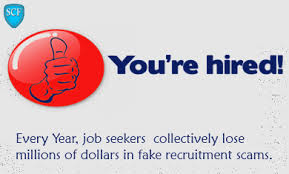 SCF
You're hired!
Every Year, job seekers collectively lose
millions of dollars in fake recruitment scams.